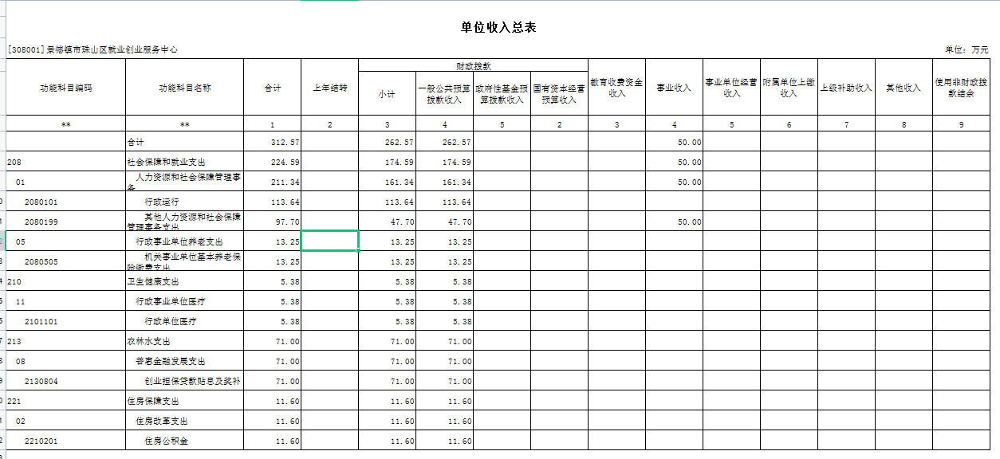 单位收入总表
[308001]景德镇市珠山区就业创业服务中心 单位：万元
功能科目编码 功能科目名称 合计 上年结转 财政拨款 教育收费资金收入 事业收入 事业单位经营收入 附属单位上缴收入 上级补助收入 其他收入 使用非财政拨款结余
小计 一般公共预算拨款收入 政府性基金预算拨款收入 国有资本经营预算收入
** ** 1 2 3 4 5 2 3 4 5 6 7 8 9
合计 312.57 262.57 262.57 50.00
208 社会保障和就业支出 224.59 174.59 174.59 50.00
01 人力资源和社会保障管理事务 211.34 161.34 161.34 50.00
2080101 行政运行 113.64 113.64 113.64
2080199 其他人力资源和社会保障管理事务支出 97.70 47.70 47.70 50.00
05 行政事业单位养老支出 13.25 13.25 13.25
2080505 机关事业单位基本养老保险缴费支出 13.25 13.25 13.25
210 卫生健康支出 5.38 5.38 5.38
11 行政事业单位医疗 5.38 5.38 5.38
2101101 行政单位医疗 5.38 5.38 5.38
213 农林水支出 71.00 71.00 71.00
08 普惠金融发展支出 71.00 71.00 71.00
2130804 创业担保贷款贴息及奖补 71.00 71.00 71.00
221 住房保障支出 11.60 11.60 11.60
02 住房改革支出 11.60 11.60 11.60
2210201 住房公积金 11.60 11.60 11.60